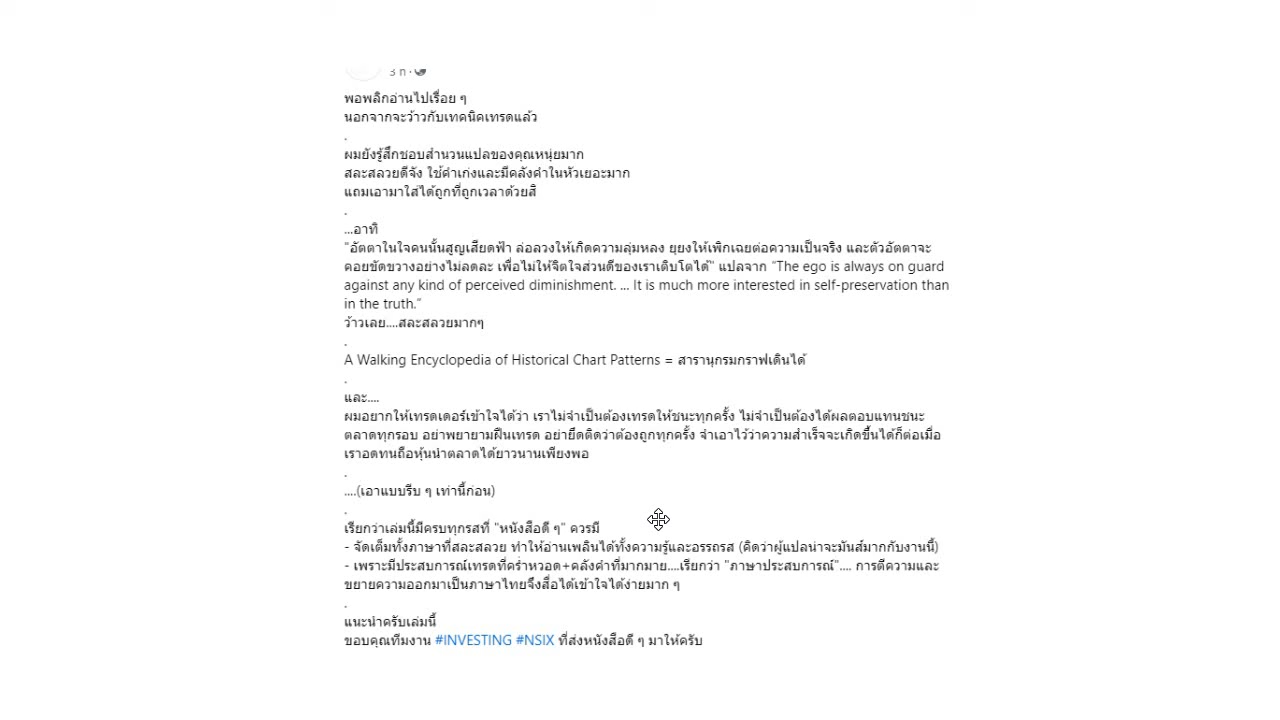 3 h ·
พอพลิกอ่านไปเรื่อย ๆ
นอกจากจะว้าวกับเทคนิคเทรดแล้ว
.
ผมยังรู้สึกชอบสำนวนแปลของคุณหนุ่ยมาก
สละสลวยดีจัง ใช้คำเก่งและมีคลังคำในหัวเยอะมาก
แถมเอามาใส่ได้ถูกที่ถูกเวลาด้วยสิ
.
...อาทิ
"อัตตาในใจคนนั้นสูญเสียดฟ้า ล่อลวงให้เกิดความลุ่มหลง ยุยงให้เพิกเฉยต่อความเป็นจริง และตัวอัตตาจะ
คอยขัดขวางอย่างไม่ลดละ เพื่อไม่ให้จิตใจส่วนดีของเราเติบโตได้" แปลจาก "The ego is always on guard
against any kind of perceived diminishment. ... It is much more interested in self-preservation than
in the truth."
ว้าวเลย....สละสลวยมากๆ
.
A Walking Encyclopedia of Historical Chart Patterns = สารานุกรมกราฟเดินได้
.
และ....
ผมอยากให้เทรดเดอร์เข้าใจได้ว่า เราไม่จำเป็นต้องเทรดให้ชนะทุกครั้ง ไม่จำเป็นต้องได้ผลตอบแทนชนะ
ตลาดทุกรอบ อย่าพยายามฝืนเทรด อย่ายึดติดว่าต้องถูกทุกครั้ง จำเอาไว้ว่าความสำเร็จจะเกิดขึ้นได้ก็ต่อเมื่อ
เราอดทนถือหุ้นนำตลาดได้ยาวนานเพียงพอ
.
....(เอาแบบรีบ ๆ เท่านี้ก่อน)
.
เรียกว่าเล่มนี้มีครบทุกรสที่ "หนังสือดี ๆ" ควรมี
- จัดเต็มทั้งภาษาที่สละสลวย ทำให้อ่านเพลินได้ทั้งความรู้และอรรถรส (คิดว่าผู้แปลน่าจะมันส์มากกับงานนี้)
- เพราะมีประสบการณ์เทรดที่คร่ำหวอด+คลังคำที่มากมาย....เรียกว่า "ภาษาประสบการณ์".... การตีความและ
ขยายความออกมาเป็นภาษาไทยจึงสื่อได้เข้าใจได้ง่ายมาก ๆ
.
แนะนำครับเล่มนี้
ขอบคุณทีมงาน #INVESTING #NSIX ที่ส่งหนังสือดี ๆ มาให้ครับ